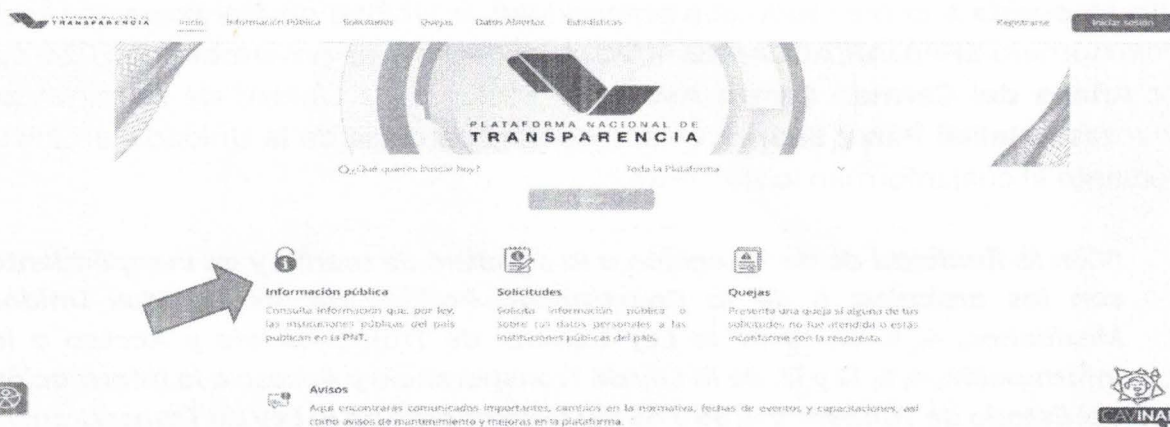 PLATAFORMA NACIONAL DE
TRANSPARENCIA
Inicio Información Pública Solicitudes Quejas Datos Abiertos Estadísticas Registrarse Iniciar sesión
PLATAFORMA NACIONAL DE
TRANSPARENCIA
¿Qué quieres buscar hoy? Toda la Plataforma
Información pública
Consulta información que, por ley,
las instituciones públicas del país
publican en la PNT.
Solicitudes
Solicita información pública o
sobre tus datos personales a las
instituciones públicas del país.
Quejas
Presenta una queja si alguna de tus
solicitudes no fue atendida o estás
inconforme con la respuesta.
Avisos
Aquí encontrarás comunicados importantes, cambios en la normativa, fechas de eventos y capacitaciones, así
como avisos de mantenimiento y mejoras en la plataforma.
CAVINAI